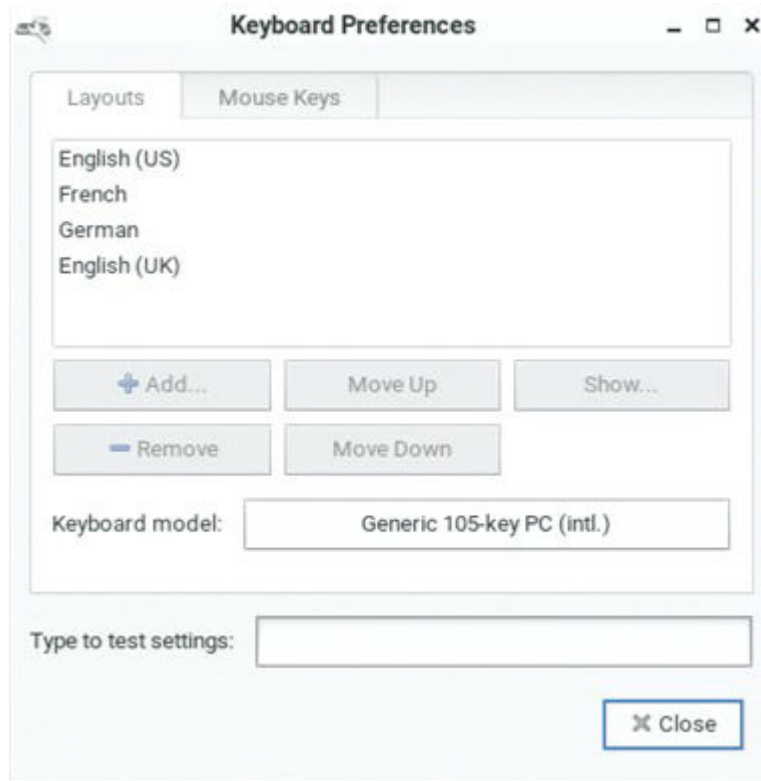 Keyboard Preferences
Layouts Mouse Keys
English (US)
French
German
English (UK)
Add... Move Up Show...
Remove Move Down
Keyboard model: Generic 105-key PC (intl.)
Type to test settings:
Close